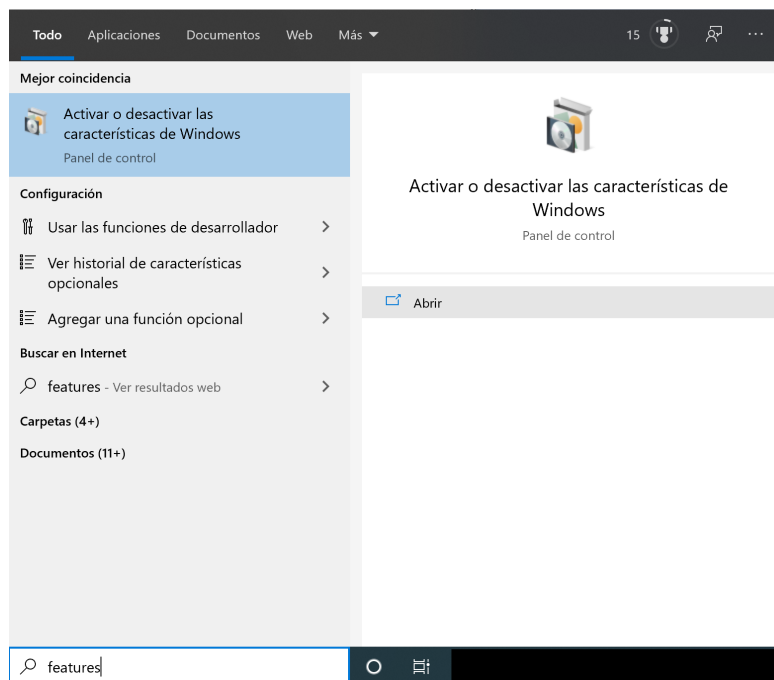 Todo Aplicaciones Documentos Web Más 15
Mejor coincidencia
Activar o desactivar las
características de Windows
Panel de control
Configuración
Usar las funciones de desarrollador
Ver historial de características
opcionales
Agregar una función opcional
Buscar en Internet
features - Ver resultados web
Carpetas (4+)
Documentos (11+)
Activar o desactivar las características de
Windows
Panel de control
Abrir
features